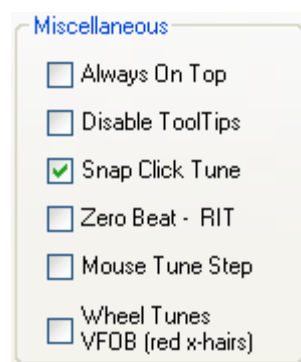 Miscellaneous
Always On Top
Disable ToolTips
Snap Click Tune
Zero Beat - RIT
Mouse Tune Step
Wheel Tunes
VFOB (red x-hairs)